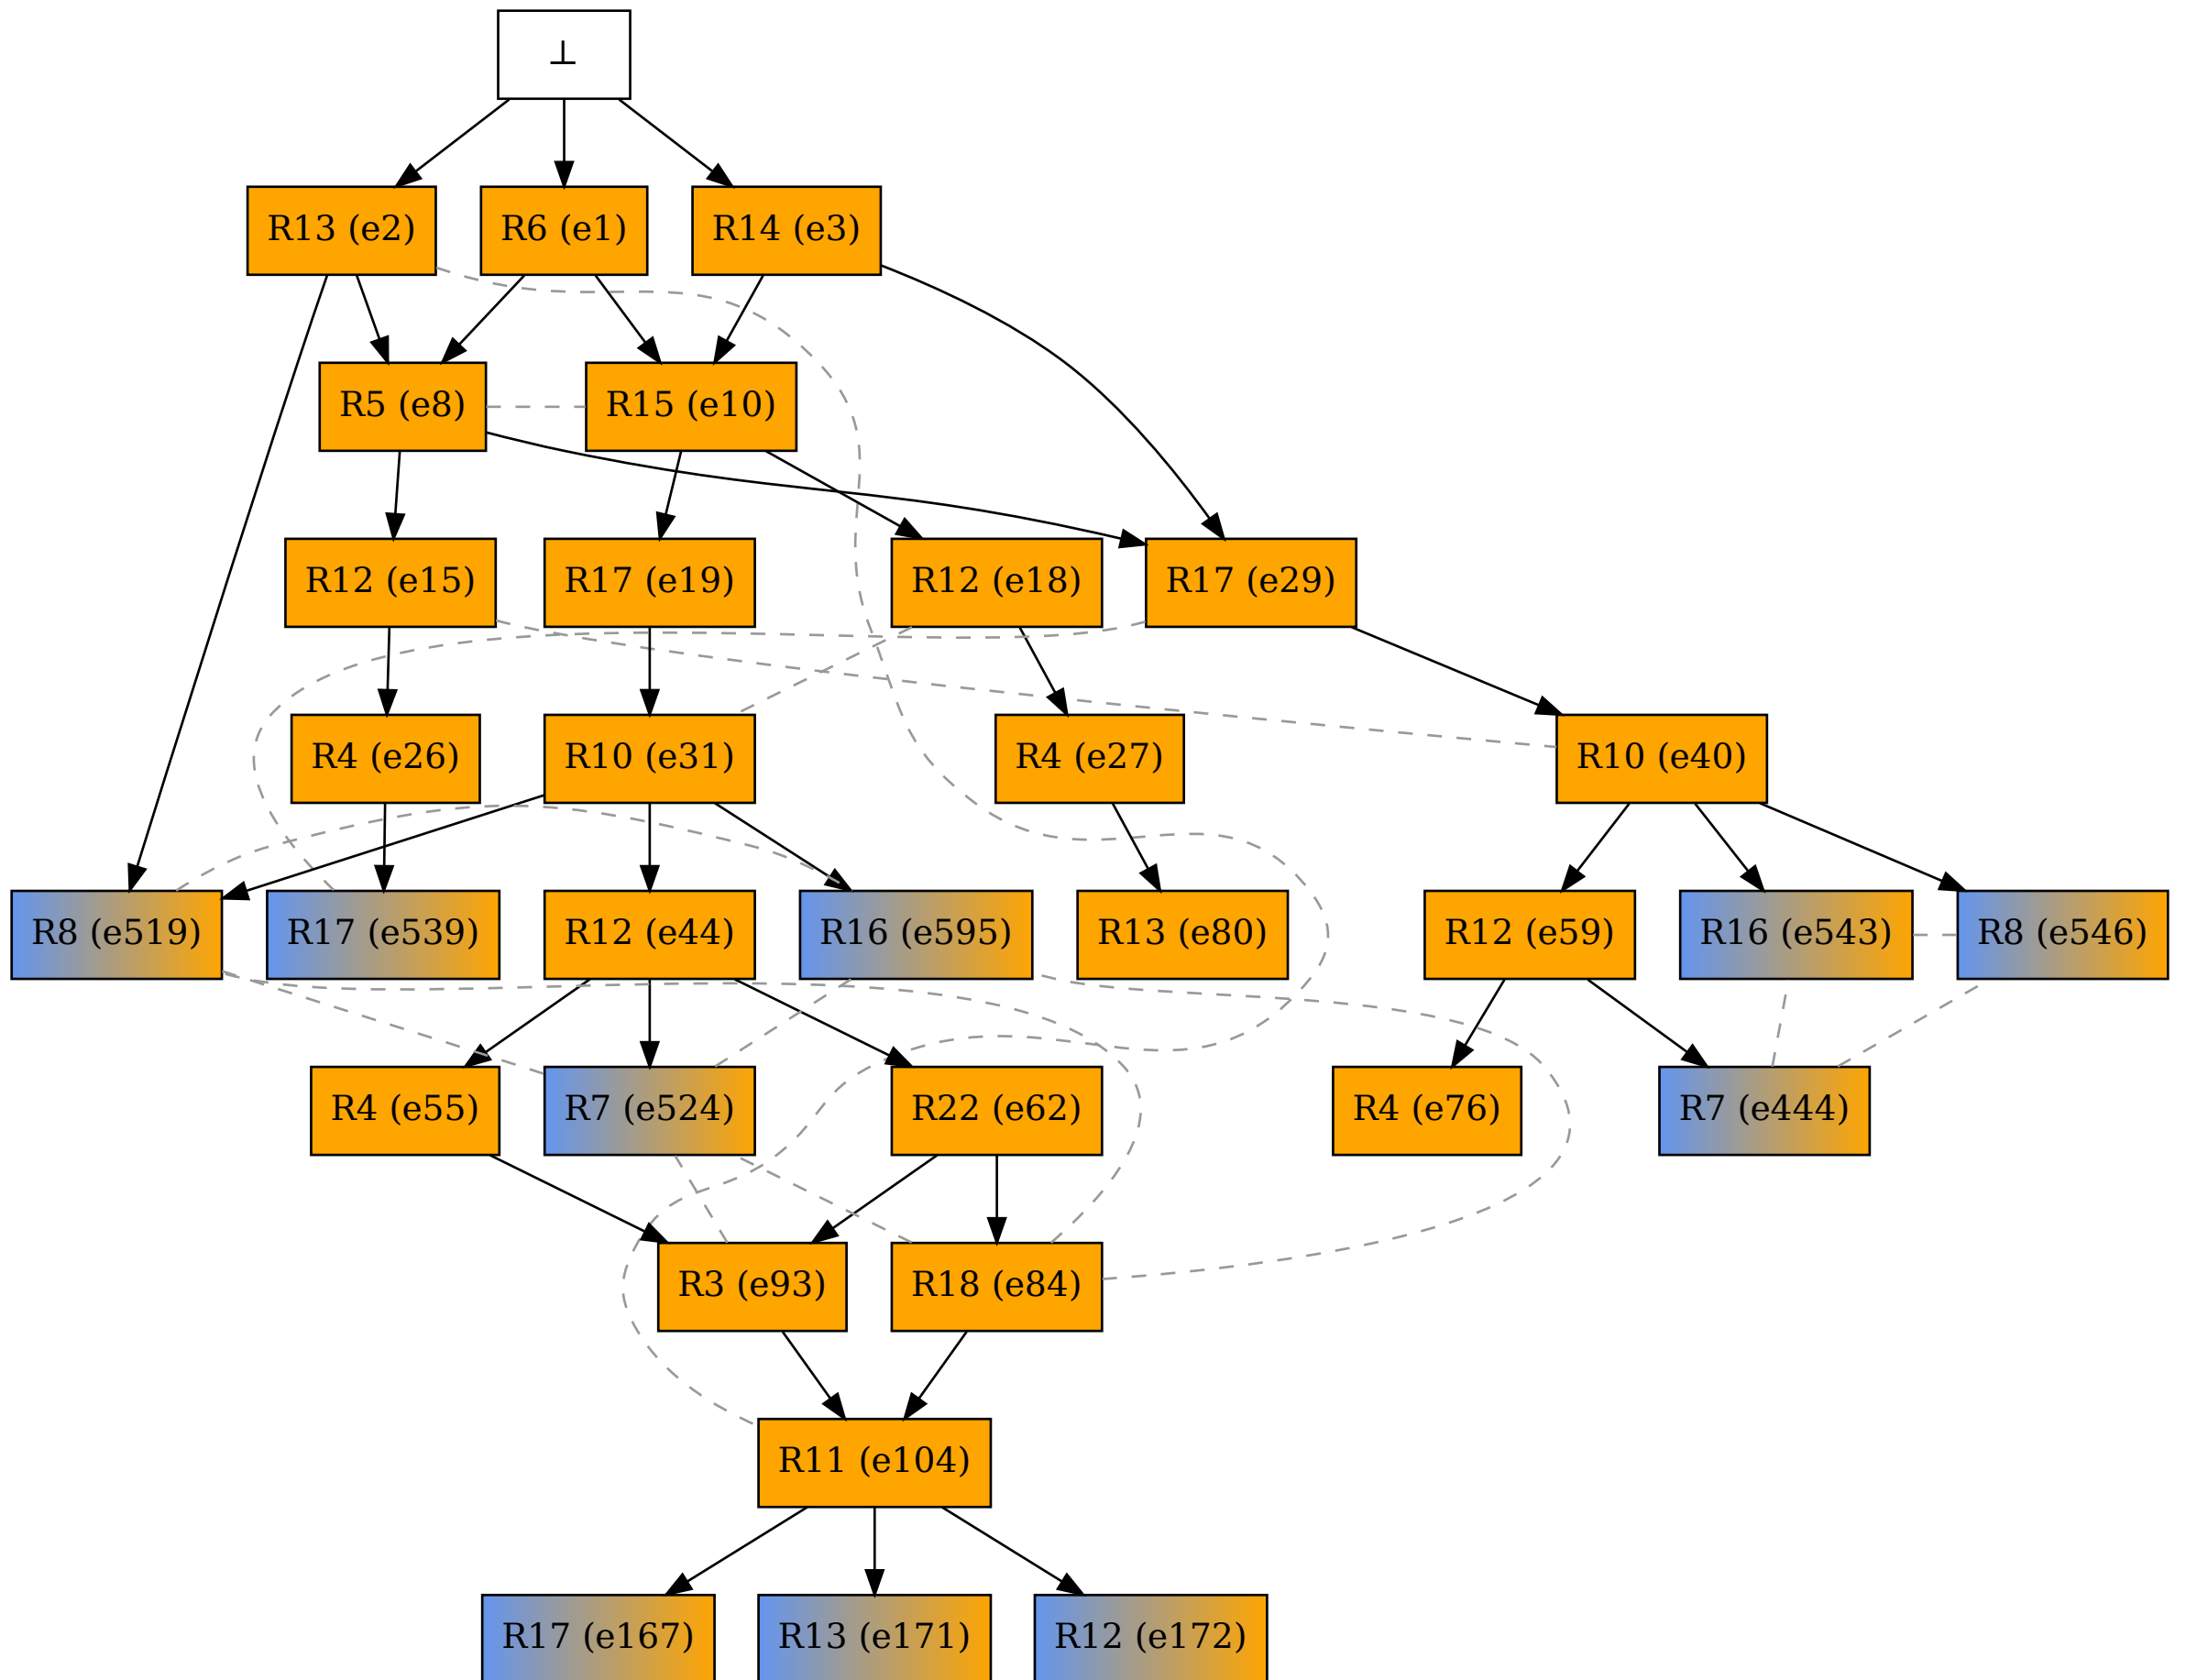 ⊥
R13 (e2)
R6 (e1)
R14 (e3)
R5 (e8)
R15 (e10)
R12 (e15)
R17 (e19)
R12 (e18)
R17 (e29)
R4 (e26)
R10 (e31)
R4 (e27)
R10 (e40)
R8 (e519)
R17 (e539)
R12 (e44)
R16 (e595)
R13 (e80)
R12 (e59)
R16 (e543)
R8 (e546)
R4 (e55)
R7 (e524)
R22 (e62)
R4 (e76)
R7 (e444)
R3 (e93)
R18 (e84)
R11 (e104)
R17 (e167)
R13 (e171)
R12 (e172)